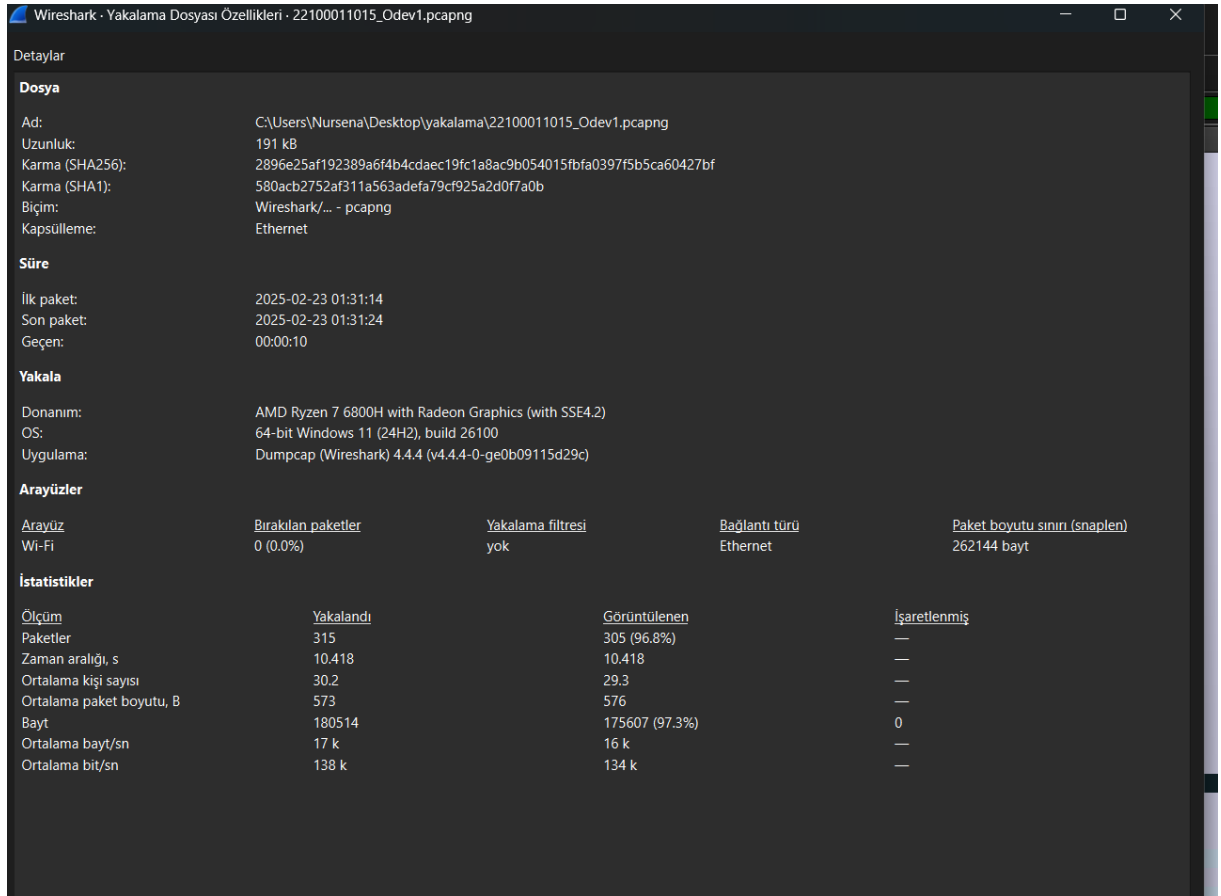 Wireshark · Yakalama Dosyası Özellikleri · 22100011015_Odev1.pcapng
Detaylar
Dosya
Ad: C:\Users\Nursena\Desktop\yakalama\22100011015_Odev1.pcapng
Uzunluk: 191 kB
Karma (SHA256): 2896e25af192389a6f4b4cdaec19fc1a8ac9b054015fbfa0397f5b5ca60427bf
Karma (SHA1): 580acb2752af311a563adefa79cf925a2d0f7a0b
Biçim: Wireshark/... - pcapng
Kapsülleme: Ethernet
Süre
İlk paket: 2025-02-23 01:31:14
Son paket: 2025-02-23 01:31:24
Geçen: 00:00:10
Yakala
Donanım: AMD Ryzen 7 6800H with Radeon Graphics (with SSE4.2)
OS: 64-bit Windows 11 (24H2), build 26100
Uygulama: Dumpcap (Wireshark) 4.4.4 (v4.4.4-0-ge0b09115d29c)
Arayüzler
Arayüz Bırakılan paketler Yakalama filtresi Bağlantı türü Paket boyutu sınırı (snaplen)
Wi-Fi 0 (0.0%) yok Ethernet 262144 bayt
İstatistikler
Ölçüm Yakalandı Görüntülenen İşaretlenmiş
Paketler 315 305 (96.8%) —
Zaman aralığı, s 10.418 10.418 —
Ortalama kişi sayısı 30.2 29.3 —
Ortalama paket boyutu, B 573 576 —
Bayt 180514 175607 (97.3%) 0
Ortalama bayt/sn 17 k 16 k —
Ortalama bit/sn 138 k 134 k —